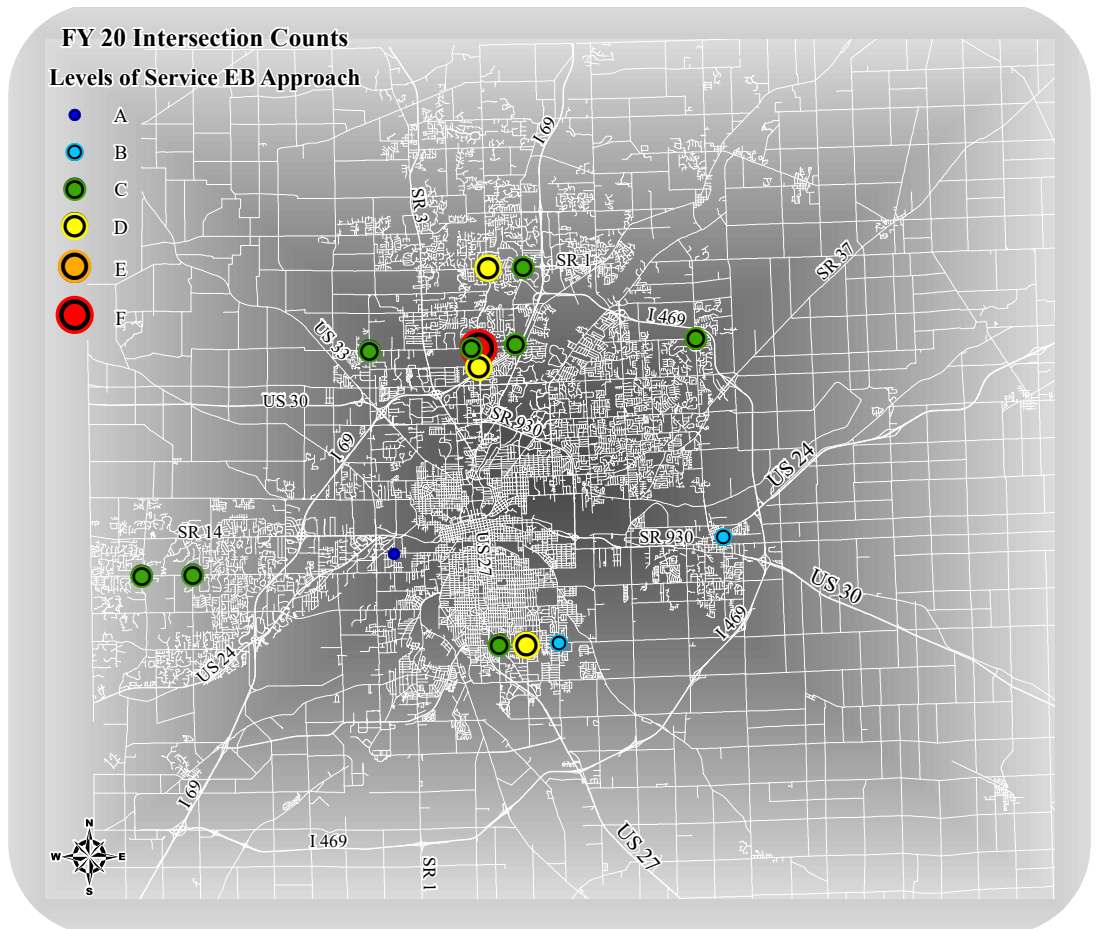 FY 20 Intersection Counts
Levels of Service EB Approach
A
B
C
D
E
F
I 69
SR 3
SR 1
SR 37
I 469
US 33
US 30
SR 930
I 69
US 24
SR 14
US 27
SR 930
US 30
I 469
US 24
I 69
I 469
US 27
SR 1
N
W
E
S